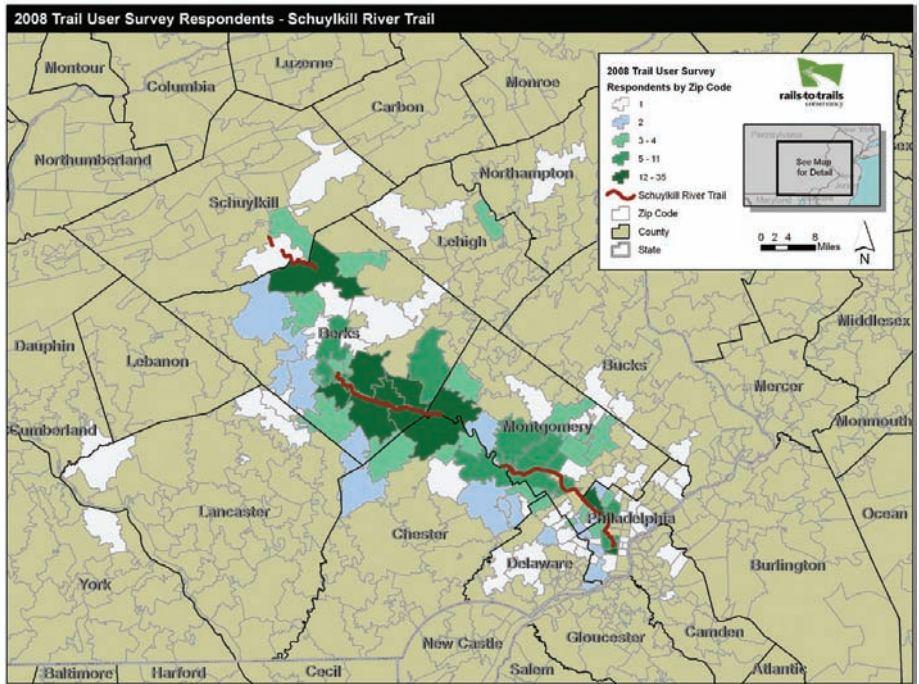 2008 Trail User Survey Respondents - Schuylkill River Trail
2008 Trail User Survey
Respondents by Zip Code
1
2
3 - 4
5 - 11
12 - 35
Schuylkill River Trail
Zip Code
County
State
rails-to-trails
conservancy
Pennsylvania
New York
See Map
for Detail
Maryland
0 2 4 8
Miles
N
Montour
Columbia
Luzerne
Monroe
Carbon
Northumberland
Northampton
Schuylkill
Lehigh
Dauphin
Lebanon
Berks
Bucks
Middlesex
Mercer
Cumberland
Montgomery
Monmouth
Lancaster
Philadelphia
Ocean
Chester
Delaware
Burlington
York
New Castle
Gloucester
Camden
Baltimore
Harford
Cecil
Salem
Atlantic